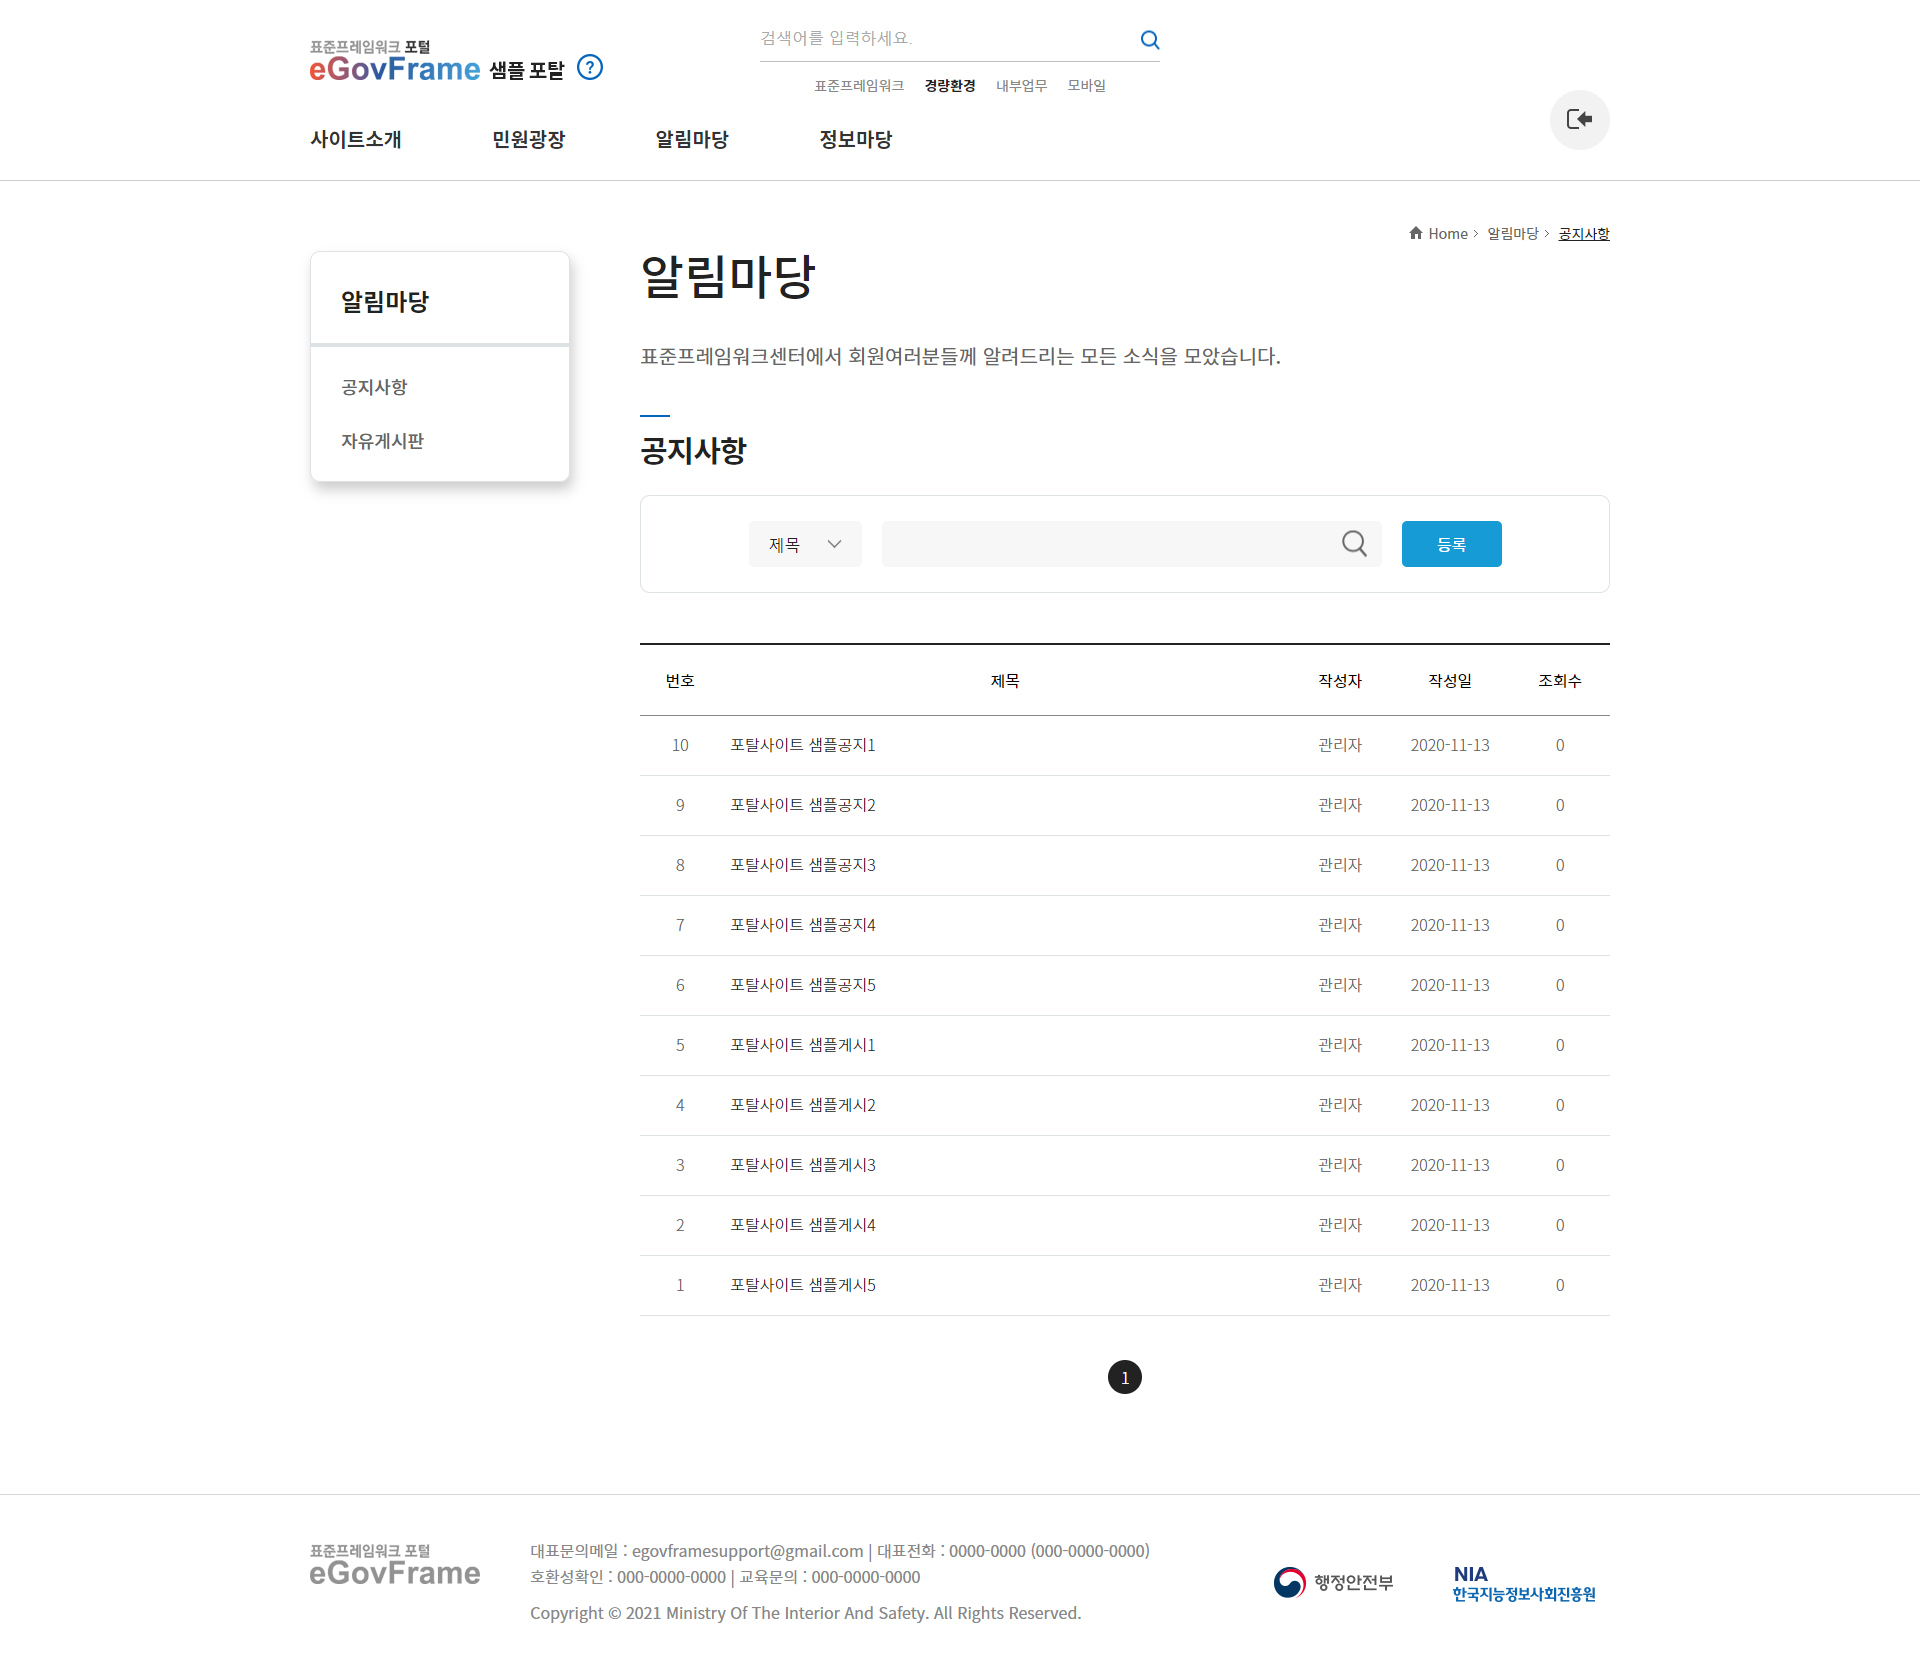 표준프레임워크 포털
eGovFrame 샘플 포탈 ?
검색어를 입력하세요.
표준프레임워크 경량환경 내부업무 모바일
사이트소개 민원광장 알림마당 정보마당
Home 알림마당 공지사항
알림마당
공지사항
자유게시판
알림마당
표준프레임워크센터에서 회원여러분들께 알려드리는 모든 소식을 모았습니다.
공지사항
제목 등록
번호 제목 작성자 작성일 조회수
10 포탈사이트 샘플공지1 관리자 2020-11-13 0
9 포탈사이트 샘플공지2 관리자 2020-11-13 0
8 포탈사이트 샘플공지3 관리자 2020-11-13 0
7 포탈사이트 샘플공지4 관리자 2020-11-13 0
6 포탈사이트 샘플공지5 관리자 2020-11-13 0
5 포탈사이트 샘플게시1 관리자 2020-11-13 0
4 포탈사이트 샘플게시2 관리자 2020-11-13 0
3 포탈사이트 샘플게시3 관리자 2020-11-13 0
2 포탈사이트 샘플게시4 관리자 2020-11-13 0
1 포탈사이트 샘플게시5 관리자 2020-11-13 0
1
표준프레임워크 포털
eGovFrame
대표문의메일 : egovframesupport@gmail.com | 대표전화 : 0000-0000 (000-0000-0000)
호환성확인 : 000-0000-0000 | 교육문의 : 000-0000-0000
Copyright © 2021 Ministry Of The Interior And Safety. All Rights Reserved.
행정안전부
NIA
한국지능정보사회진흥원